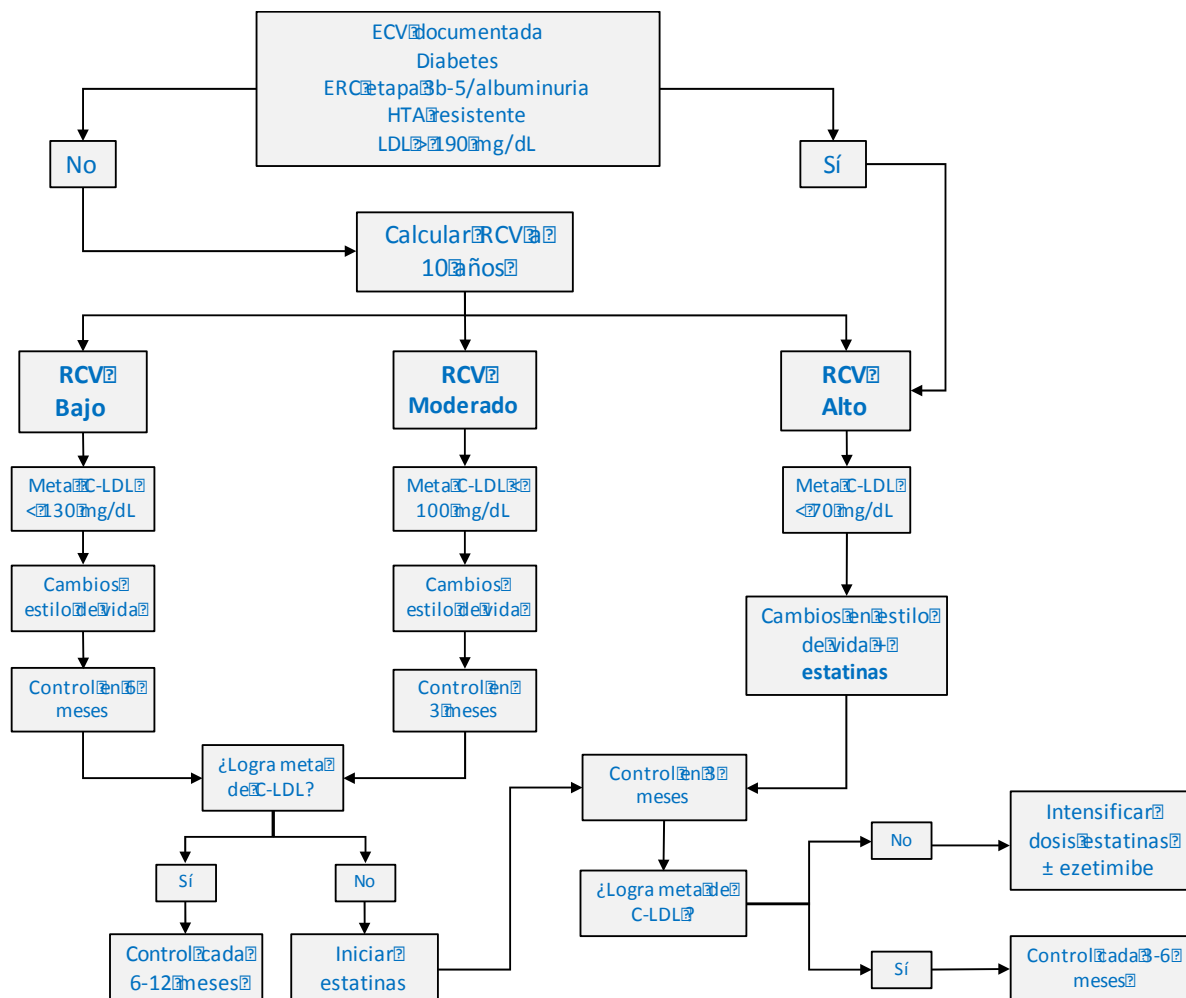 ECV documentada
Diabetes
ERC etapa 3b-5/albuminuria
HTA resistente
LDL > 190 mg/dL
No
Sí
Calcular RCV a
10 años
RCV
Bajo
RCV
Moderado
RCV
Alto
Meta C-LDL
< 130 mg/dL
Meta C-LDL <
100 mg/dL
Meta C-LDL
< 70 mg/dL
Cambios
estilo de vida
Cambios
estilo de vida
Cambios en estilo
de vida +
estatinas
Control en 6
meses
Control en
3 meses
¿Logra meta
de C-LDL?
Control en 3
meses
Sí
No
No
Intensificar
dosis estatinas
± ezetimibe
¿Logra meta de
C-LDL ?
Control cada
6-12 meses
Iniciar
estatinas
Sí
Control cada 3-6
meses